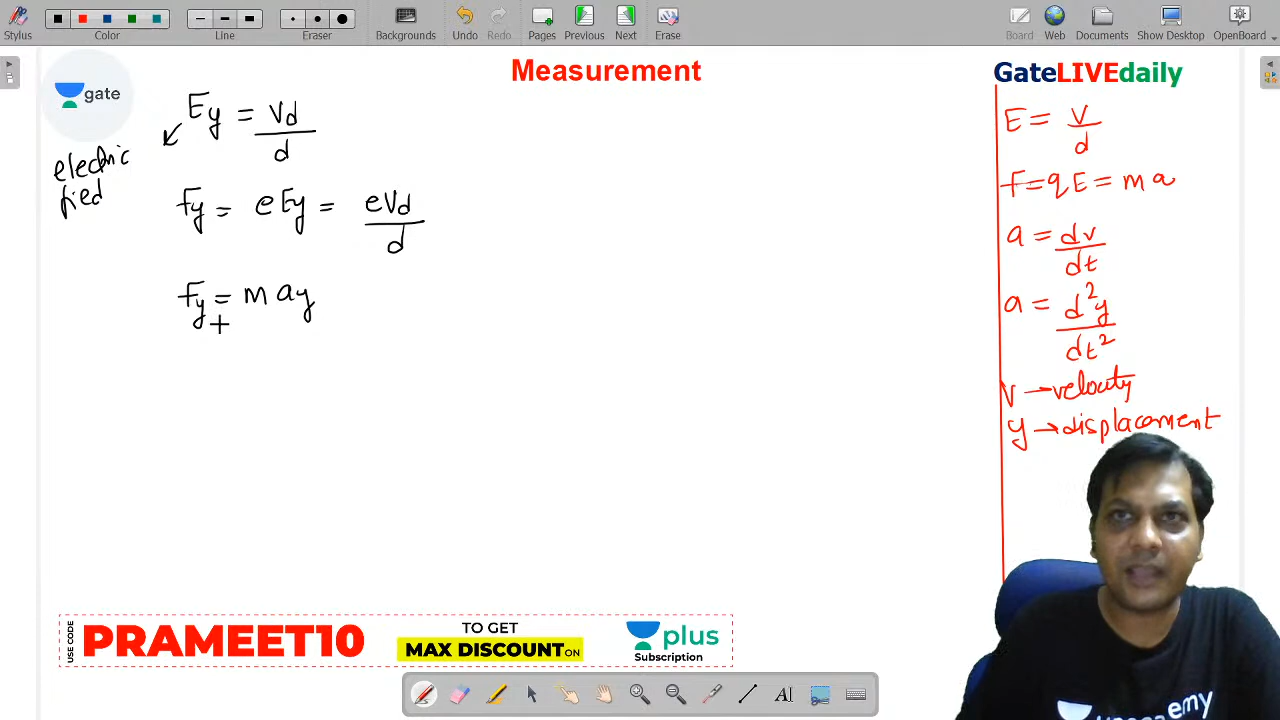 Stylus
Color
Line
Eraser
Backgrounds
Undo
Redo
Pages
Previous
Next
Erase
Board
Web
Documents
Show Desktop
OpenBoard
Measurement
GateLIVEdaily
gate
Ey = Vd/d
electric
fied
Fy = e Ey = eVd/d
Fy = m ay
E = V/d
F = qE = ma
a = dv/dt
a = d²y/dt²
V → velouty
y → displacement
USE CODE
PRAMEET10
TO GET
MAX DISCOUNT ON
plus
Subscription